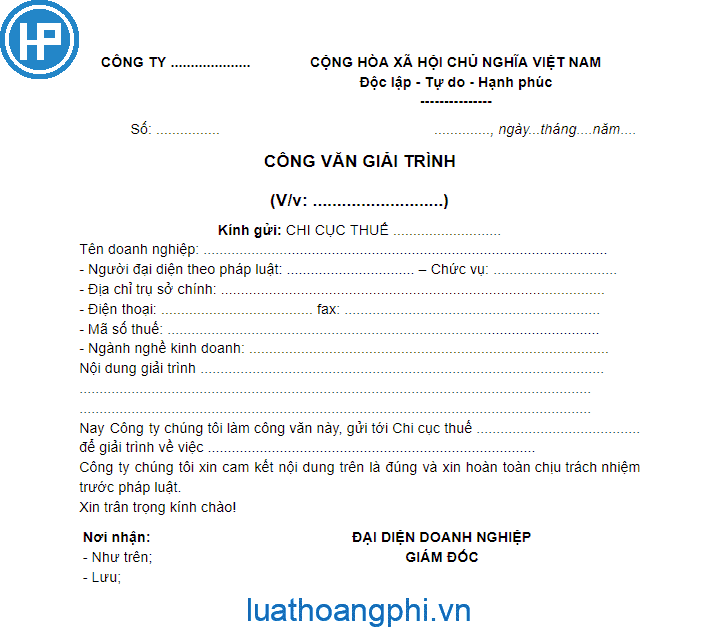 HP
CÔNG TY ....................
CỘNG HÒA XÃ HỘI CHỦ NGHĨA VIỆT NAM
Độc lập - Tự do - Hạnh phúc
---------------
Số: ................
.............., ngày...tháng....năm....
CÔNG VĂN GIẢI TRÌNH
(V/v: ...........................)
Kính gửi: CHI CỤC THUẾ ...........................
Tên doanh nghiệp: .....................................................................................................
- Người đại diện theo pháp luật: ................................ – Chức vụ: ...............................
- Địa chỉ trụ sở chính: ................................................................................................
- Điện thoại: ...................................... fax: .................................................................
- Mã số thuế: ............................................................................................................
- Ngành nghề kinh doanh: ..........................................................................................
Nội dung giải trình ............................................................................................................
................................................................................................................................
................................................................................................................................
Nay Công ty chúng tôi làm công văn này, gửi tới Chi cục thuế .........................................
để giải trình về việc ..................................................................................
Công ty chúng tôi xin cam kết nội dung trên là đúng và xin hoàn toàn chịu trách nhiệm
trước pháp luật.
Xin trân trọng kính chào!
Nơi nhận:
- Như trên;
- Lưu;
ĐẠI DIỆN DOANH NGHIỆP
GIÁM ĐỐC
luathoangphi.vn